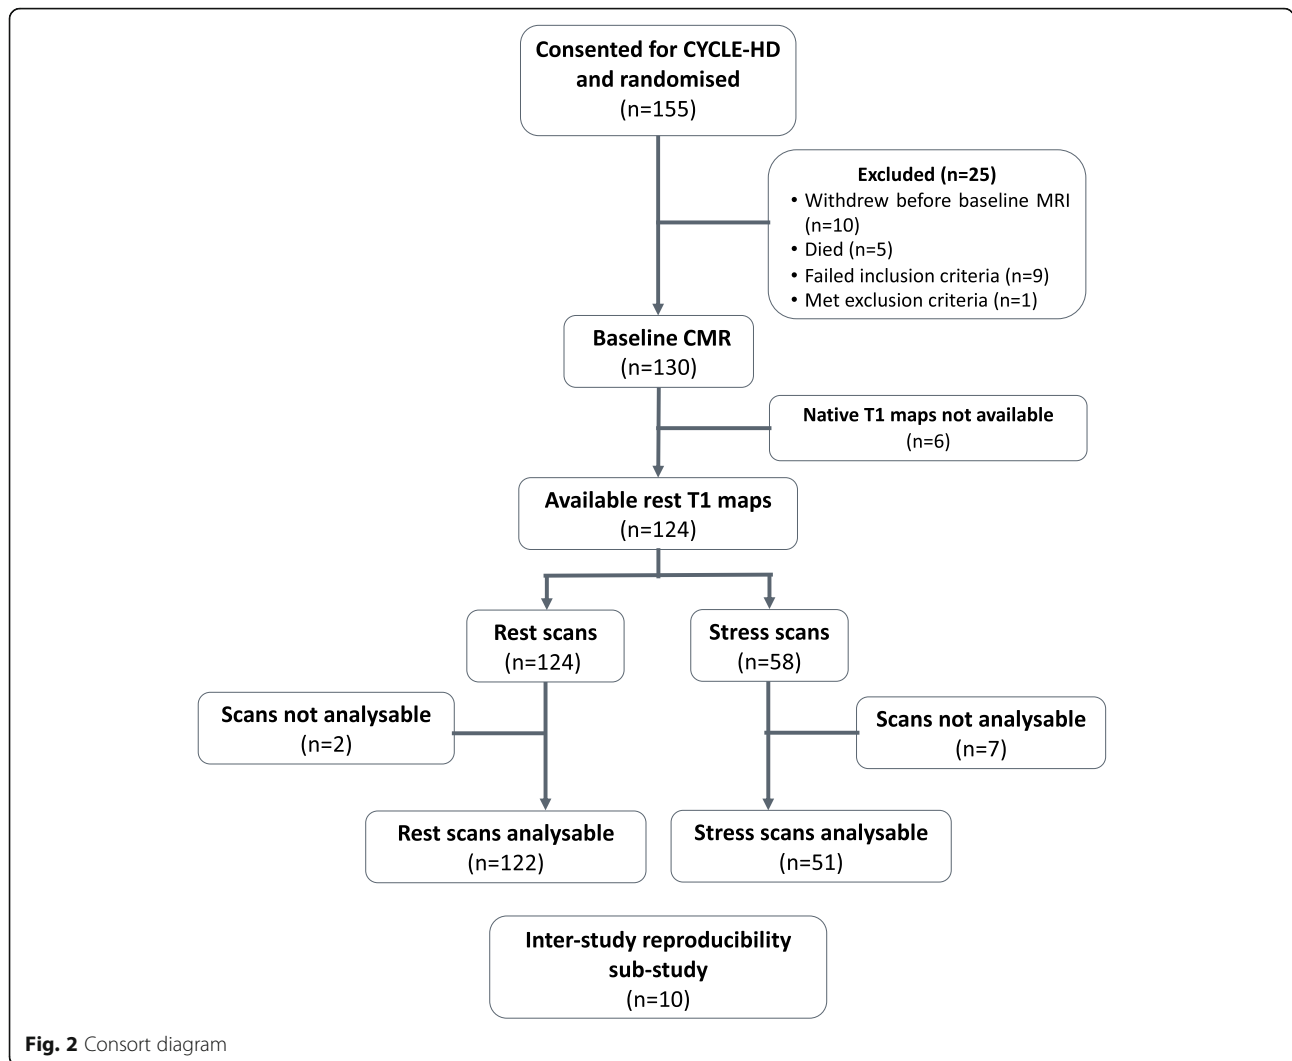 Consented for CYCLE-HD
and randomised
(n=155)
Excluded (n=25)
• Withdrew before baseline MRI
(n=10)
• Died (n=5)
• Failed inclusion criteria (n=9)
• Met exclusion criteria (n=1)
Baseline CMR
(n=130)
Native T1 maps not available
(n=6)
Available rest T1 maps
(n=124)
Rest scans
(n=124)
Stress scans
(n=58)
Scans not analysable
(n=2)
Scans not analysable
(n=7)
Rest scans analysable
(n=122)
Stress scans analysable
(n=51)
Inter-study reproducibility
sub-study
(n=10)
Fig. 2 Consort diagram